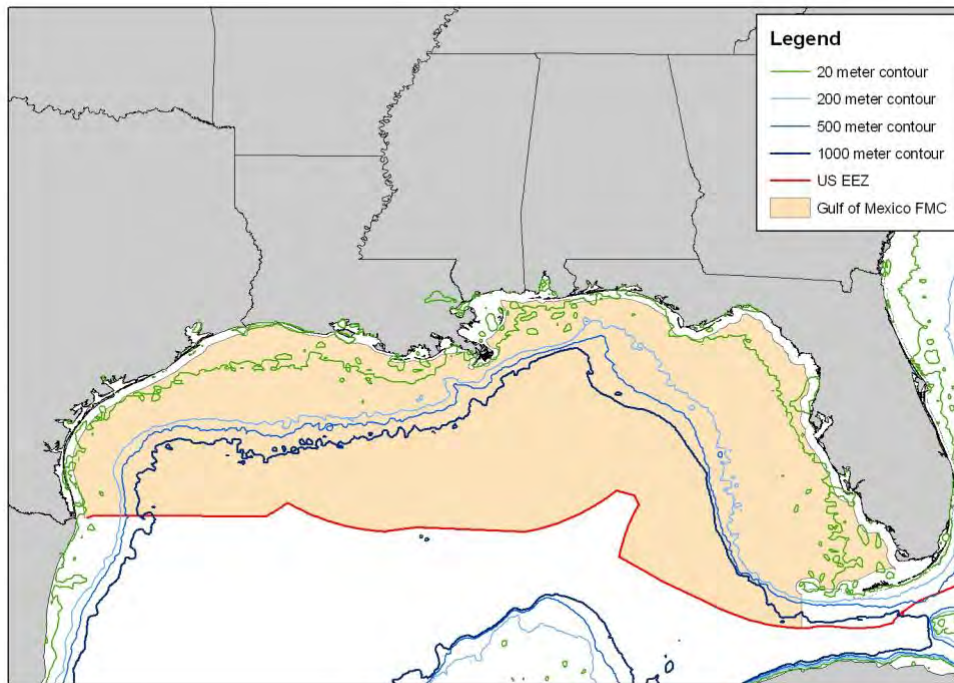 Legend
20 meter contour
200 meter contour
500 meter contour
1000 meter contour
US EEZ
Gulf of Mexico FMC